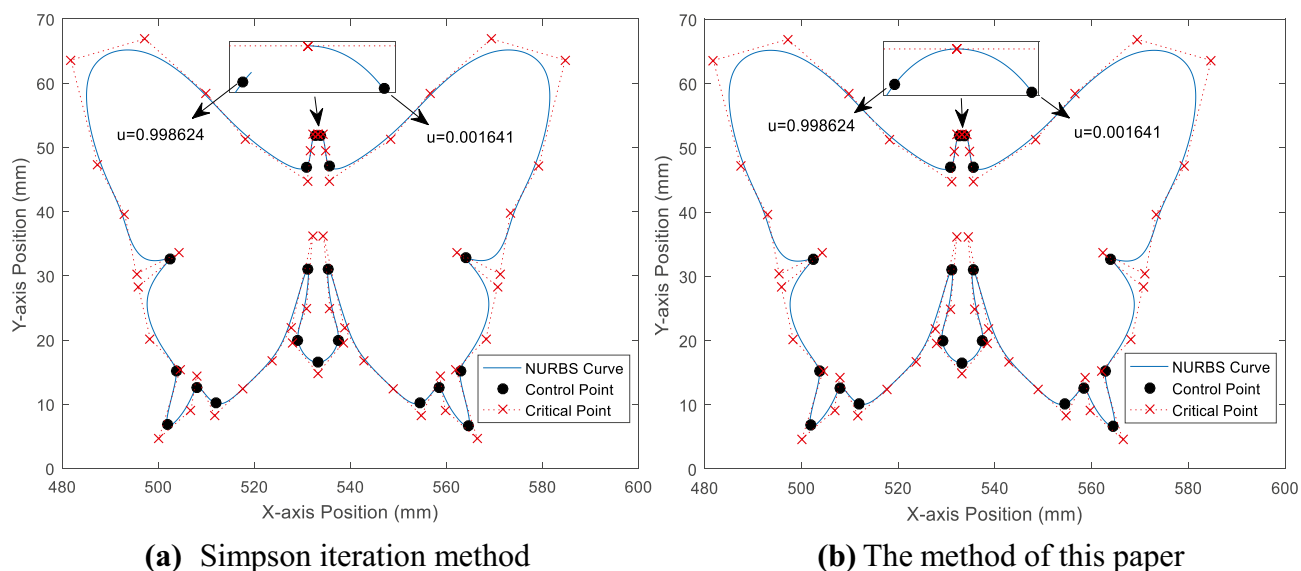 70
60
50
40
30
20
10
0
Y-axis Position (mm)
u=0.998624
u=0.001641
NURBS Curve
Control Point
Critical Point
480
500
520
540
560
580
600
X-axis Position (mm)
(a) Simpson iteration method
70
60
50
40
30
20
10
0
Y-axis Position (mm)
u=0.998624
u=0.001641
NURBS Curve
Control Point
Critical Point
480
500
520
540
560
580
600
X-axis Position (mm)
(b) The method of this paper